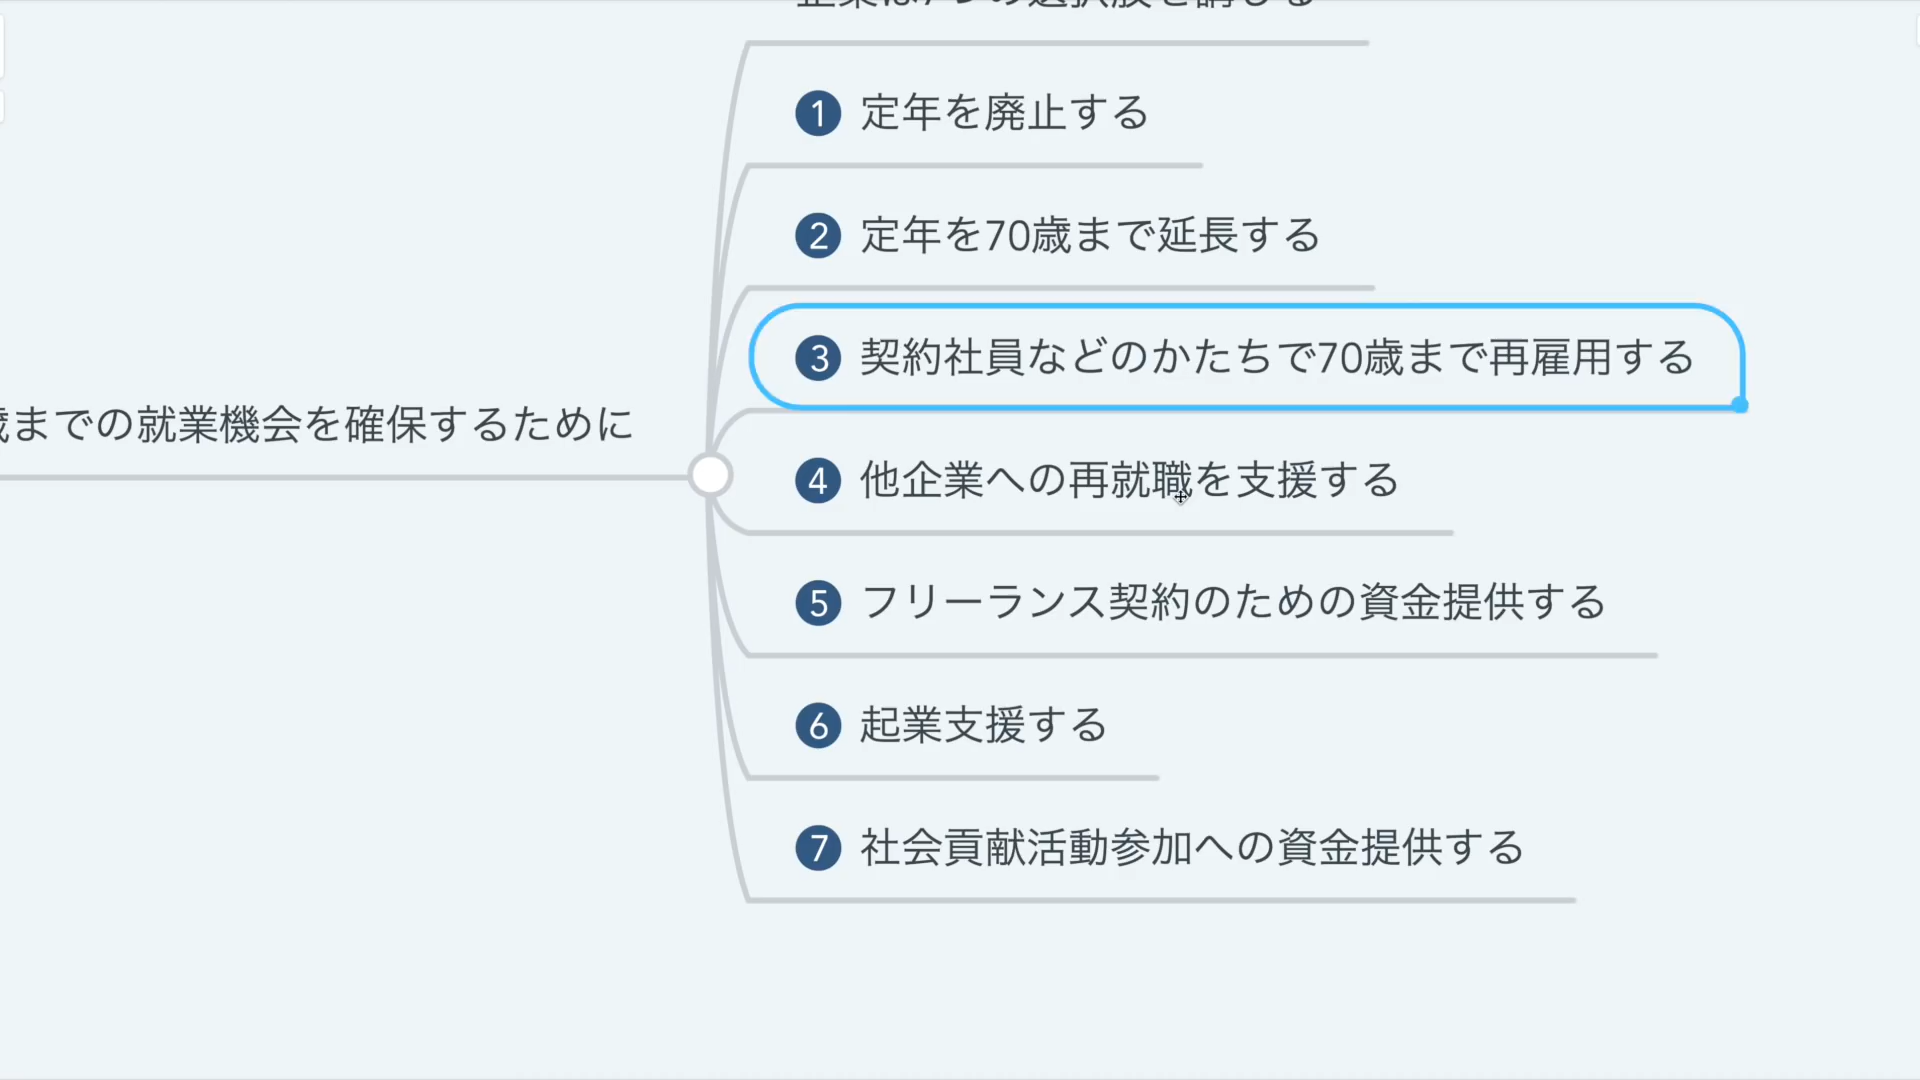 1 定年を廃止する
2 定年を70歳まで延長する
3 契約社員などのかたちで70歳まで再雇用する
歳までの就業機会を確保するために
4 他企業への再就職を支援する
5 フリーランス契約のための資金提供する
6 起業支援する
7 社会貢献活動参加への資金提供する